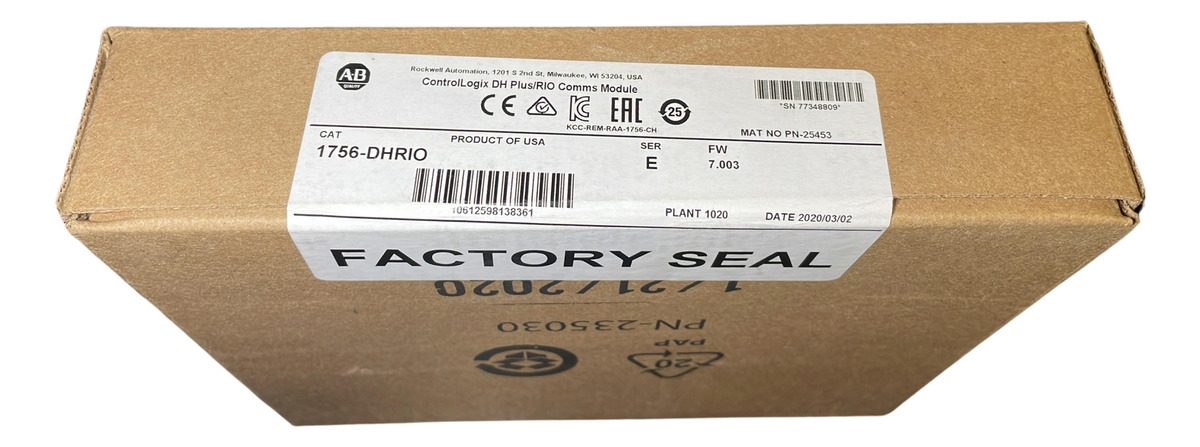 A-B
QUALITY
Rockwell Automation, 1201 S 2nd St, Milwaukee, WI 53204, USA
ControlLogix DH Plus/RIO Comms Module
CE KC EAC 25
KCC-REM-RAA-1756-CH
*SN 77348809*
MAT NO PN-25453
CAT
1756-DHRIO
PRODUCT OF USA
SER
E
FW
7.003
10612598138361
PLANT 1020
DATE 2020/03/02
FACTORY SEAL
1/21/2020
PN-235030
20
PAP